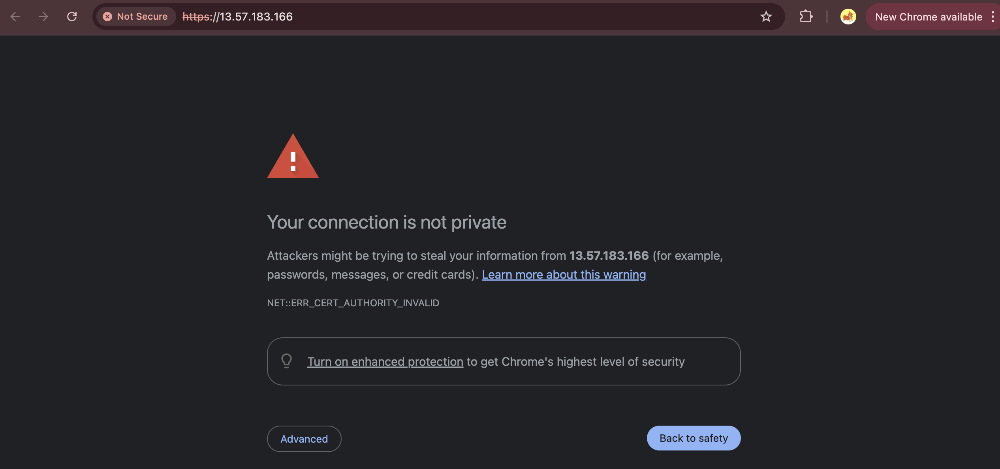 Not Secure https://13.57.183.166 New Chrome available
Your connection is not private
Attackers might be trying to steal your information from 13.57.183.166 (for example,
passwords, messages, or credit cards). Learn more about this warning
NET::ERR_CERT_AUTHORITY_INVALID
Turn on enhanced protection to get Chrome's highest level of security
Advanced Back to safety